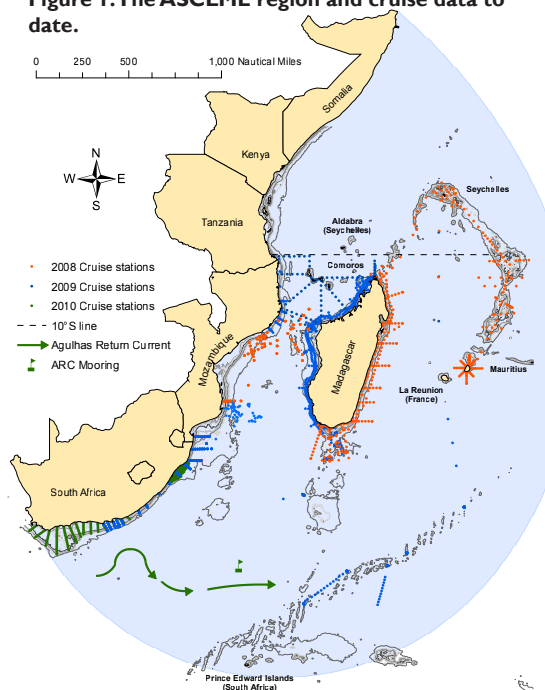 Figure 1. The ASCLME region and cruise data to
date.
0 250 500 1,000 Nautical Miles
Somalia
Kenya
N
W E
S
Seychelles
Tanzania
Aldabra
(Seychelles)
Comoros
2008 Cruise stations
2009 Cruise stations
2010 Cruise stations
10°S line
Agulhas Return Current
ARC Mooring
Mozambique
Madagascar
Mauritius
La Reunion
(France)
South Africa
Prince Edward Islands
(South Africa)